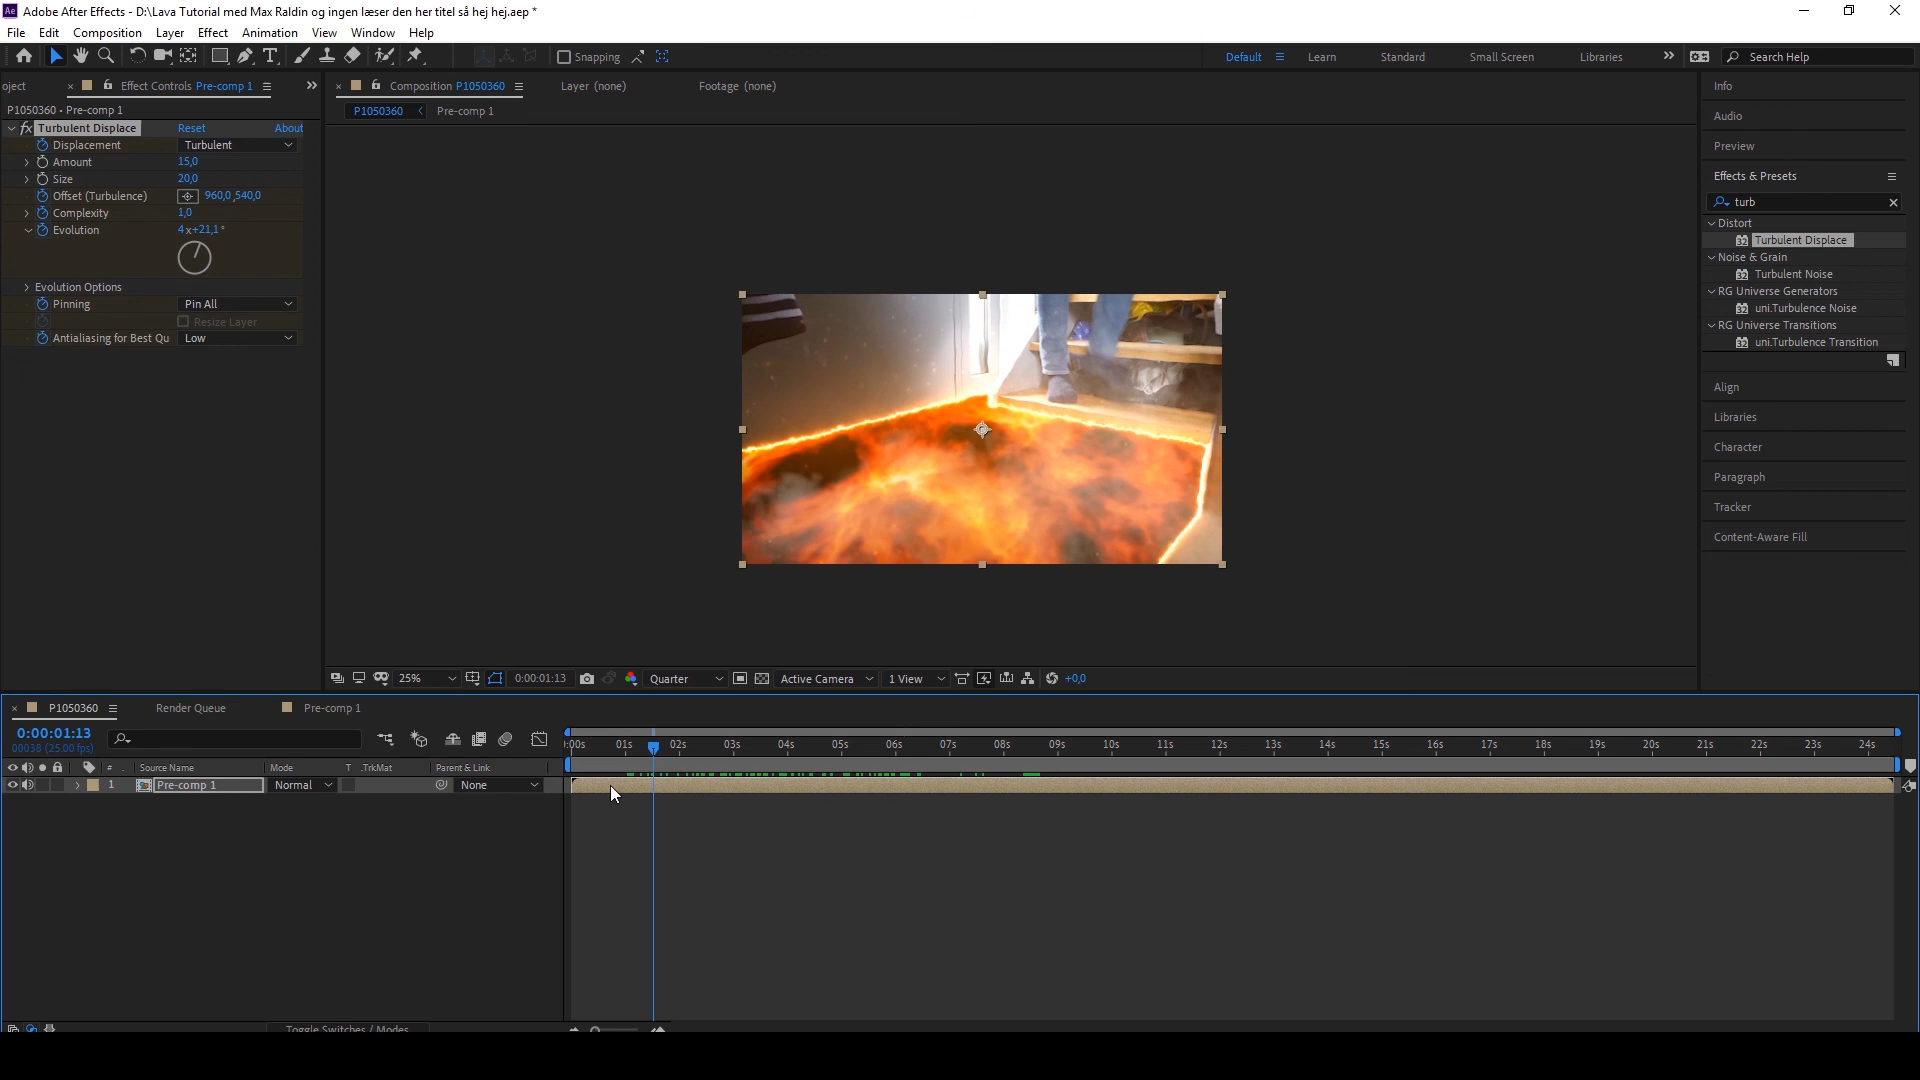 Ae Adobe After Effects - D:\Lava Tutorial med Max Raldin og ingen læser den her titel så hej hej.aep *
File Edit Composition Layer Effect Animation View Window Help
Snapping
Default Learn Standard Small Screen Libraries Search Help
oject Effect Controls Pre-comp 1
P1050360 • Pre-comp 1
fx Turbulent Displace Reset About
Displacement Turbulent
Amount 15,0
Size 20,0
Offset (Turbulence) 960,0,540,0
Complexity 1,0
Evolution 4x+21,1°
Evolution Options
Pinning Pin All
Resize Layer
Antialiasing for Best Qu Low
Composition P1050360 Layer (none) Footage (none)
P1050360 Pre-comp 1
25% 0:00:01:13 Quarter Active Camera 1 View +0,0
Info
Audio
Preview
Effects & Presets
turb
Distort
32 Turbulent Displace
Noise & Grain
32 Turbulent Noise
RG Universe Generators
32 uni.Turbulence Noise
RG Universe Transitions
32 uni.Turbulence Transition
Align
Libraries
Character
Paragraph
Tracker
Content-Aware Fill
P1050360 Render Queue Pre-comp 1
0:00:01:13
00038 (25.00 fps)
:00s 01s 02s 03s 04s 05s 06s 07s 08s 09s 10s 11s 12s 13s 14s 15s 16s 17s 18s 19s 20s 21s 22s 23s 24s
# Source Name Mode T .TrkMat Parent & Link
1 Pre-comp 1 Normal None
Toggle Switches / Modes